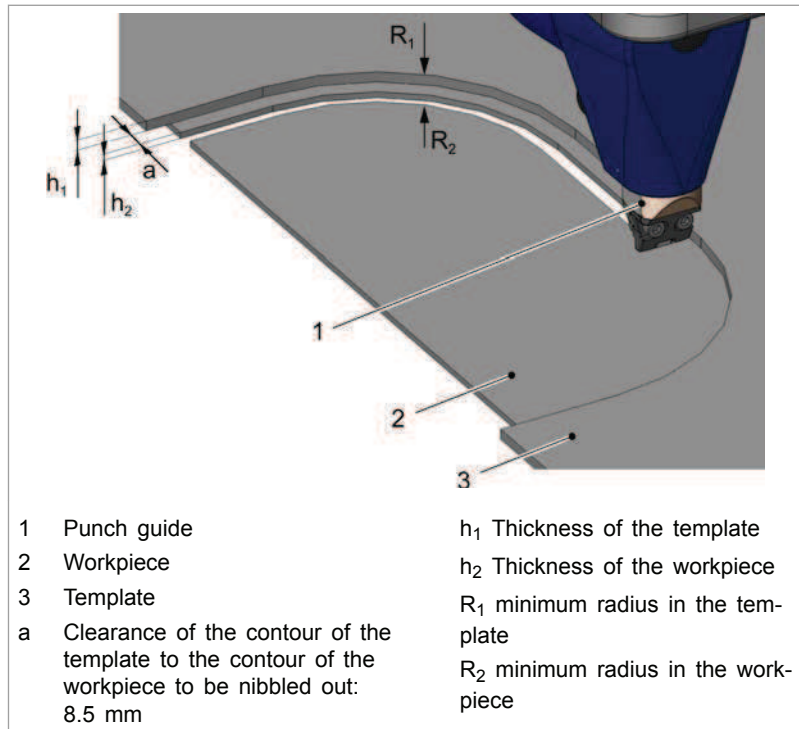 R1
R2
h1
a
h2
1
2
3
1 Punch guide
2 Workpiece
3 Template
a Clearance of the contour of the
template to the contour of the
workpiece to be nibbled out:
8.5 mm
h1 Thickness of the template
h2 Thickness of the workpiece
R1 minimum radius in the tem-
plate
R2 minimum radius in the work-
piece